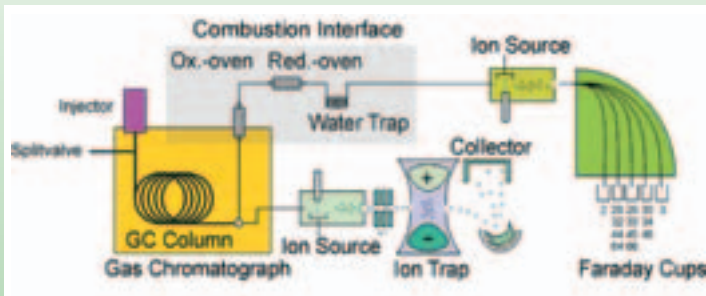 Combustion Interface
Ox.-oven Red.-oven
Ion Source
Injector
Water Trap
Collector
Splitvalve
+
-
GC Column
Ion Source
Gas Chromatograph
Ion Trap
Faraday Cups